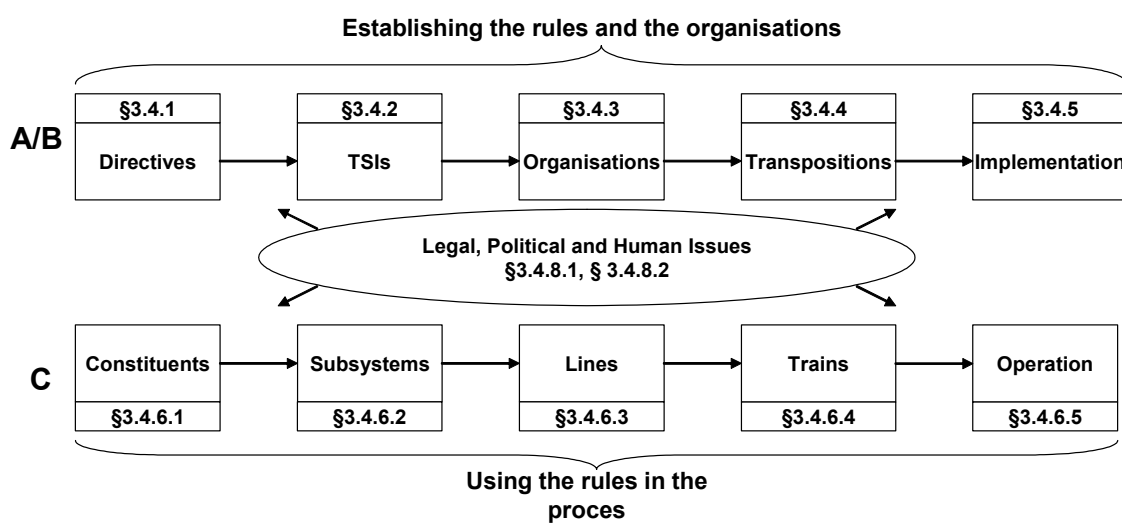 Establishing the rules and the organisations
§3.4.1
§3.4.2
§3.4.3
§3.4.4
§3.4.5
A/B
Directives
TSIs
Organisations
Transpositions
Implementation
Legal, Political and Human Issues
§3.4.8.1, § 3.4.8.2
C
Constituents
Subsystems
Lines
Trains
Operation
§3.4.6.1
§3.4.6.2
§3.4.6.3
§3.4.6.4
§3.4.6.5
Using the rules in the
proces